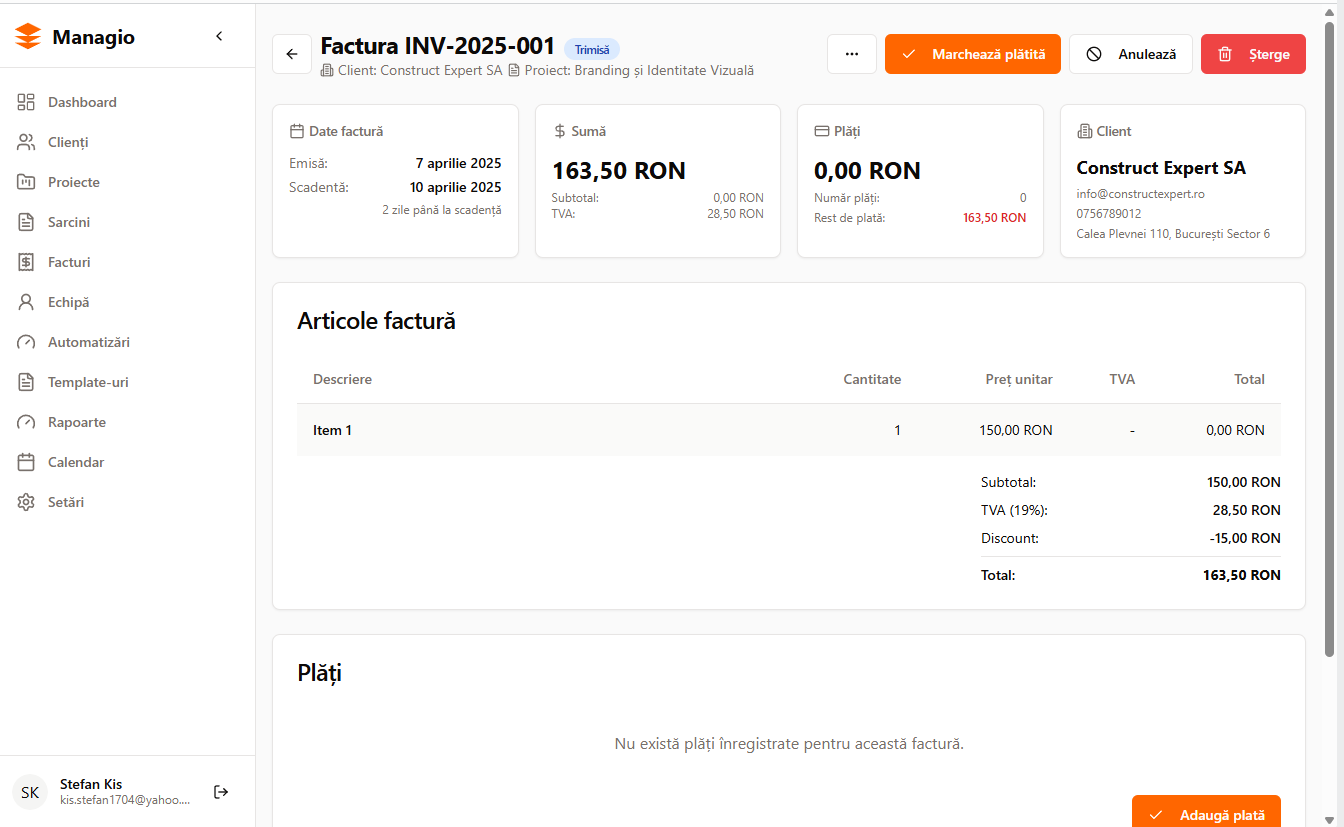 Managio
Dashboard
Clienți
Proiecte
Sarcini
Facturi
Echipă
Automatizări
Template-uri
Rapoarte
Calendar
Setări
SK
Stefan Kis
kis.stefan1704@yahoo....
Factura INV-2025-001 Trimisă
Client: Construct Expert SA Proiect: Branding și Identitate Vizuală
... Marchează plătită Anulează Șterge
Date factură
Emisă: 7 aprilie 2025
Scadentă: 10 aprilie 2025
2 zile până la scadență
Sumă
163,50 RON
Subtotal: 0,00 RON
TVA: 28,50 RON
Plăți
0,00 RON
Număr plăți: 0
Rest de plată: 163,50 RON
Client
Construct Expert SA
info@constructexpert.ro
0756789012
Calea Plevnei 110, București Sector 6
Articole factură
Descriere Cantitate Preț unitar TVA Total
Item 1 1 150,00 RON - 0,00 RON
Subtotal: 150,00 RON
TVA (19%): 28,50 RON
Discount: -15,00 RON
Total: 163,50 RON
Plăți
Nu există plăți înregistrate pentru această factură.
Adaugă plată